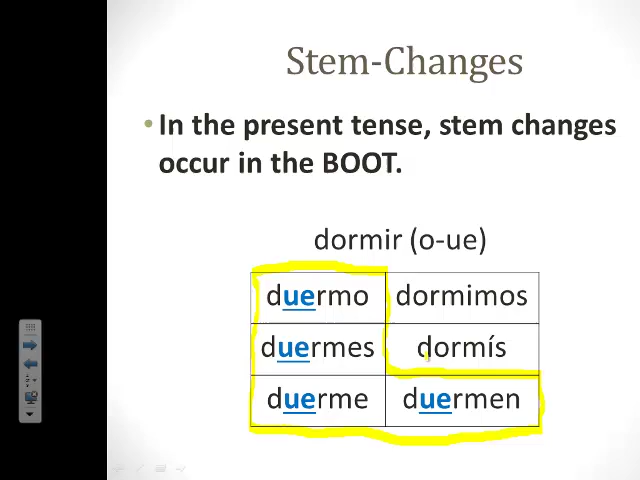 Stem-Changes
• In the present tense, stem changes
occur in the BOOT.
dormir (o-ue)
duermo dormimos
duermes dormís
duerme duermen